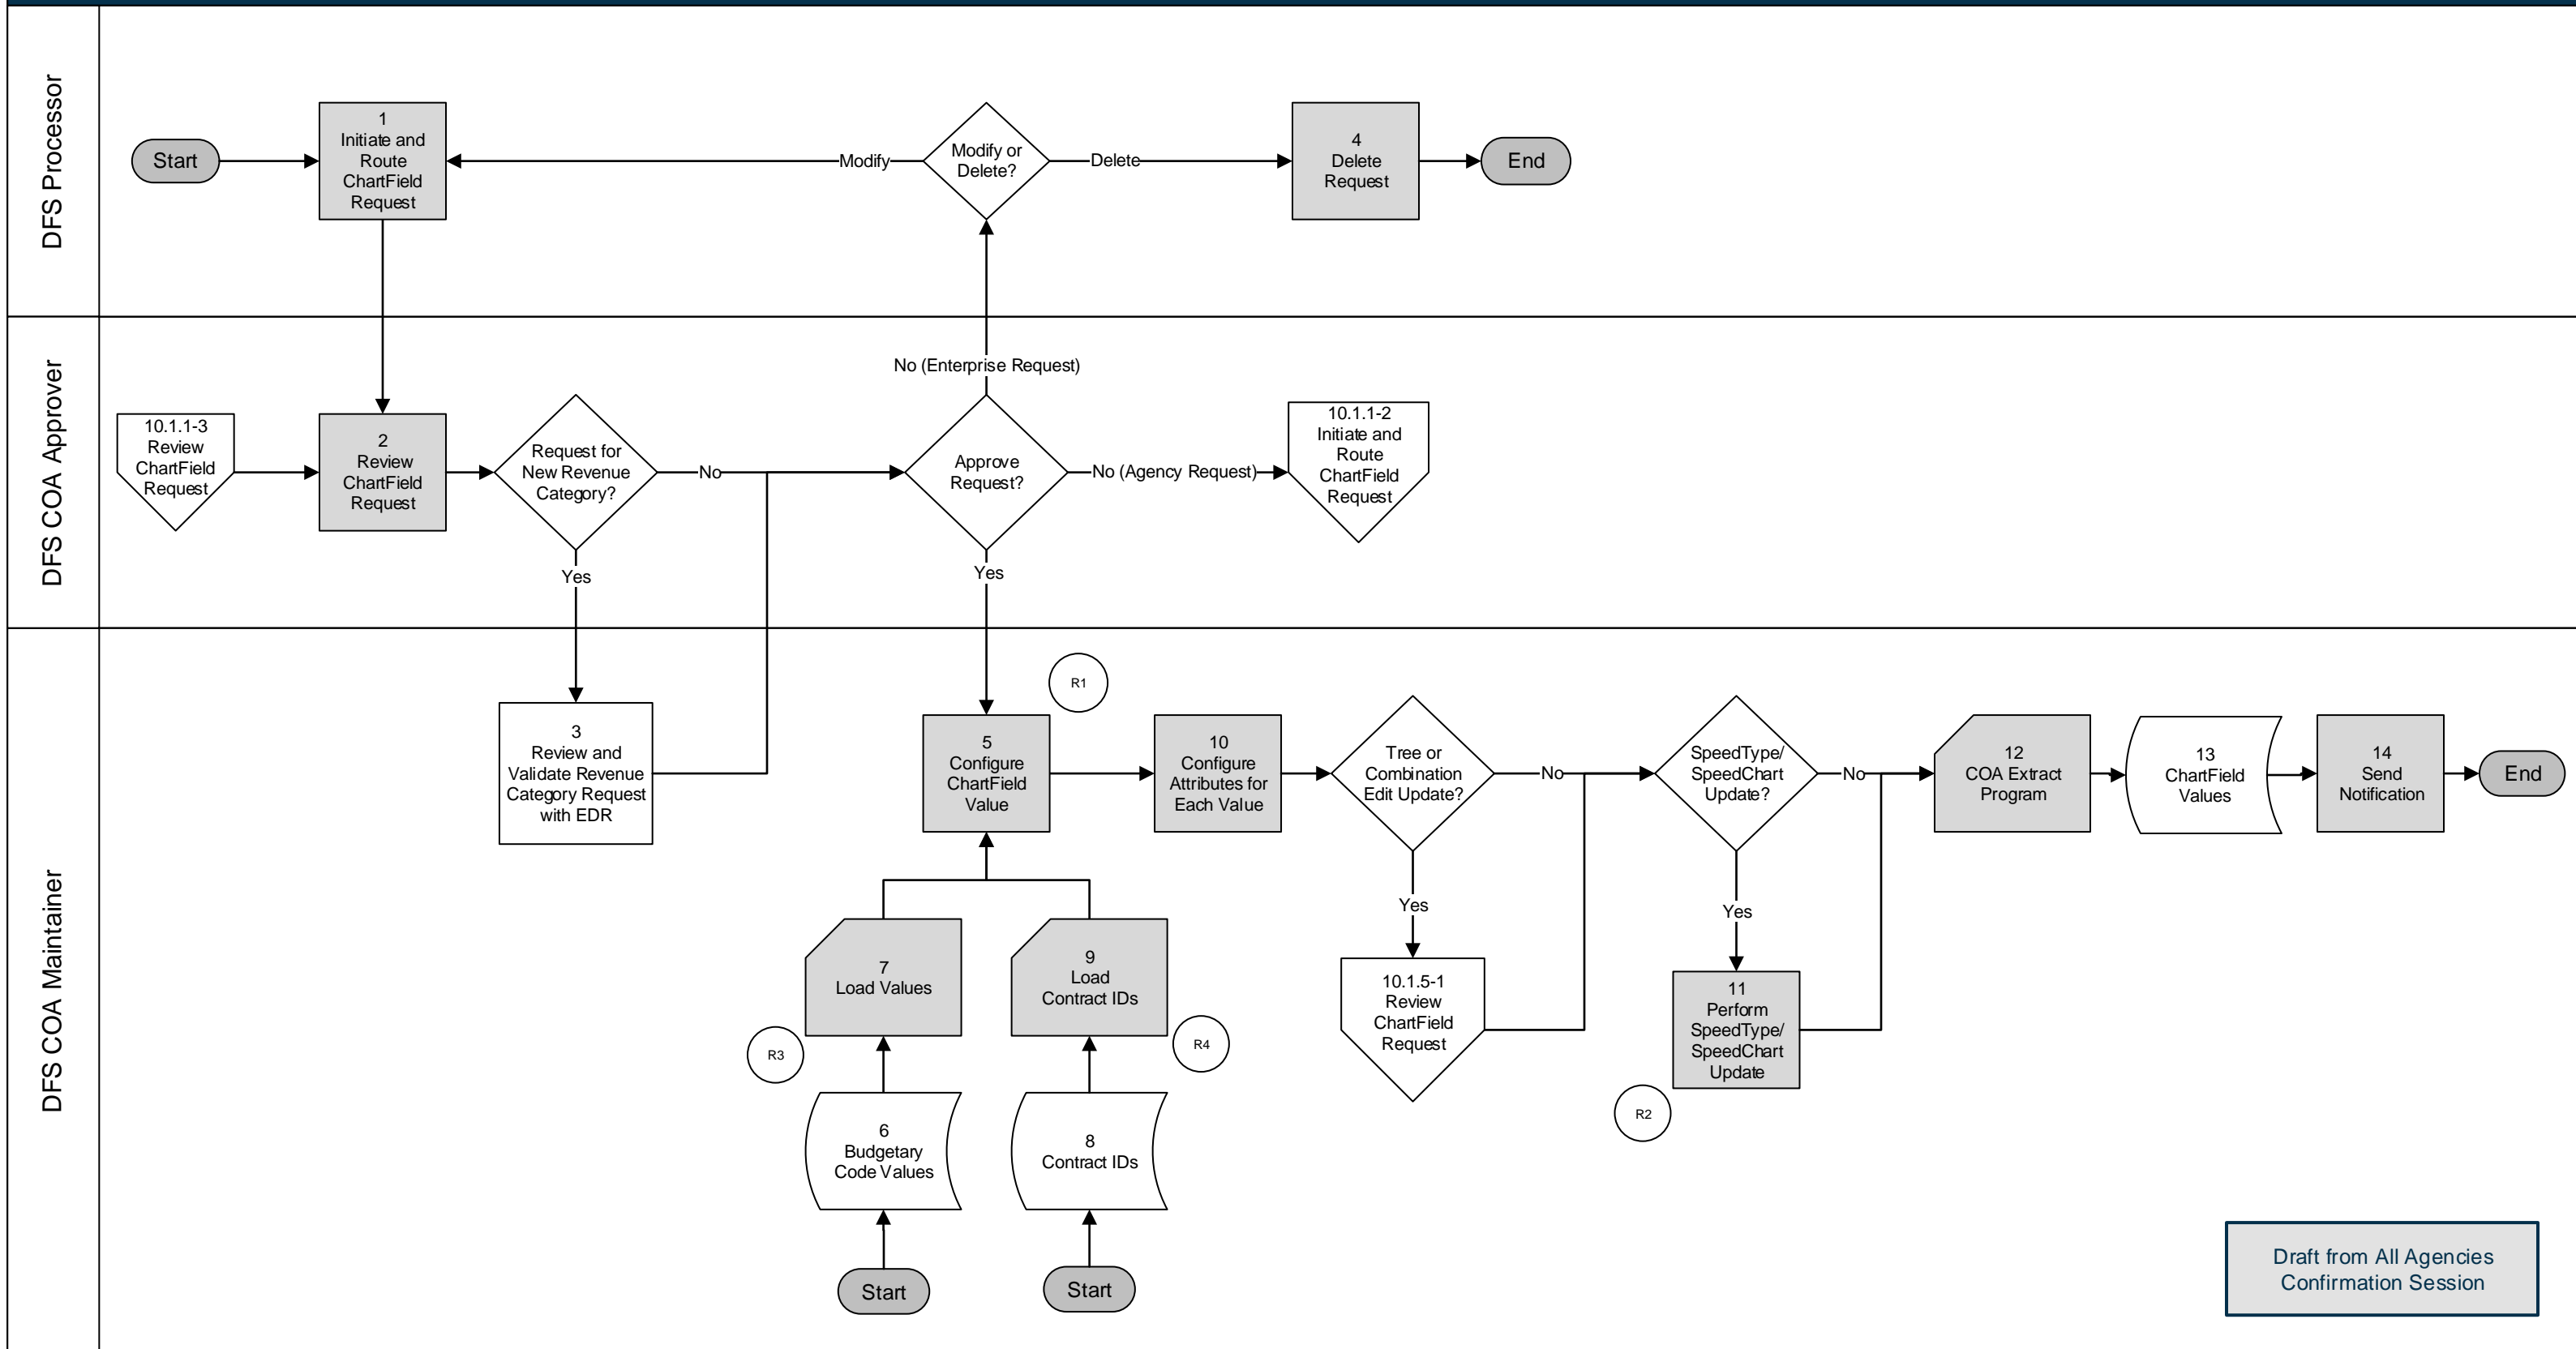 DFS Processor
Start
1
Initiate and
Route
ChartField
Request
Modify
Modify or
Delete?
Delete
4
Delete
Request
End
DFS COA Approver
10.1.1-3
Review
ChartField
Request
2
Review
ChartField
Request
Request for
New Revenue
Category?
No
Yes
No (Enterprise Request)
Approve
Request?
No (Agency Request)
Yes
10.1.1-2
Initiate and
Route
ChartField
Request
DFS COA Maintainer
3
Review and
Validate Revenue
Category Request
with EDR
R1
5
Configure
ChartField
Value
10
Configure
Attributes for
Each Value
Tree or
Combination
Edit Update?
No
Yes
SpeedType/
SpeedChart
Update?
No
Yes
12
COA Extract
Program
13
ChartField
Values
14
Send
Notification
End
7
Load Values
R3
9
Load
Contract IDs
R4
10.1.5-1
Review
ChartField
Request
11
Perform
SpeedType/
SpeedChart
Update
R2
6
Budgetary
Code Values
8
Contract IDs
Start
Start
Draft from All Agencies
Confirmation Session